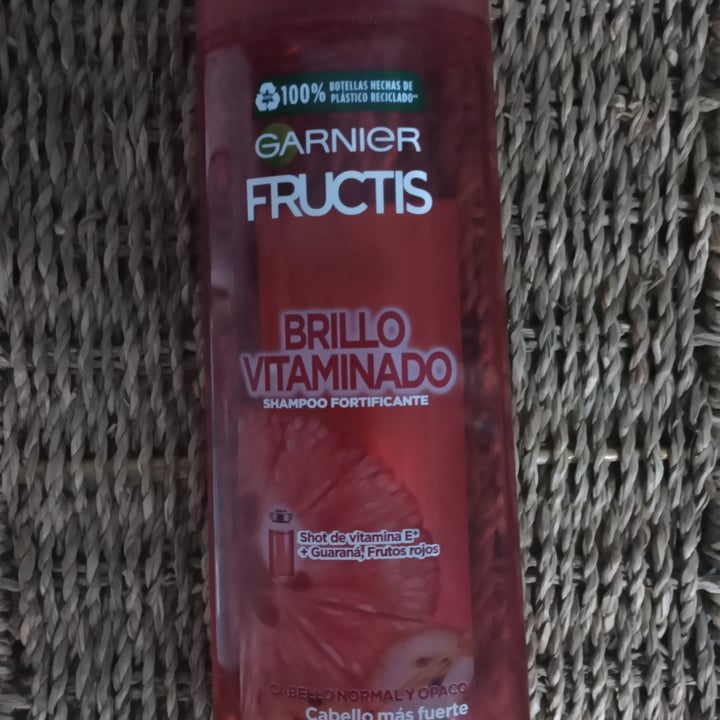 100% BOTELLAS HECHAS DE
PLÁSTICO RECICLADO**
GARNIER
FRUCTIS
BRILLO
VITAMINADO
SHAMPOO FORTIFICANTE
Shot de vitamina E+
+ Guaraná, Frutos rojos
CABELLO NORMAL Y OPACO
Cabello más fuerte